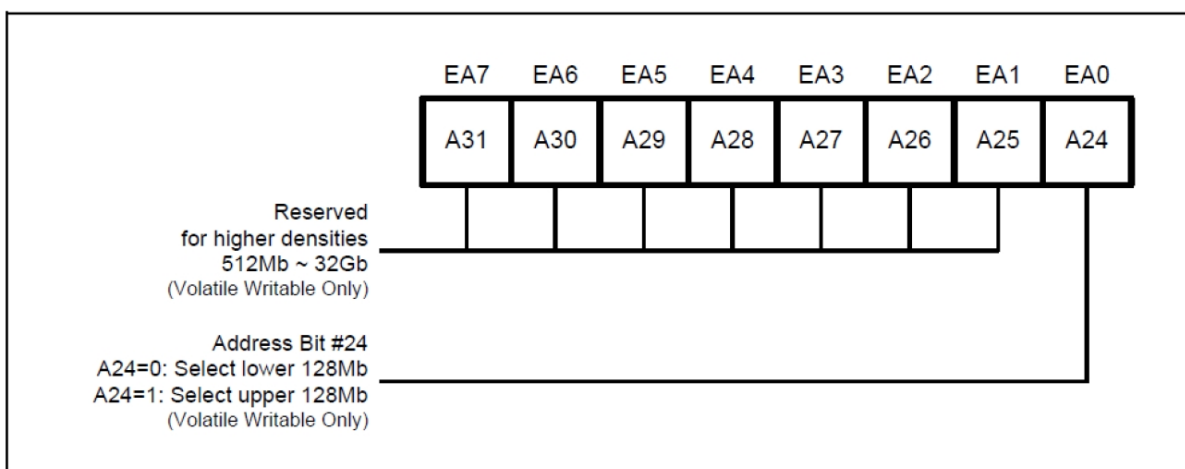 EA7 EA6 EA5 EA4 EA3 EA2 EA1 EA0
A31 A30 A29 A28 A27 A26 A25 A24
Reserved
for higher densities
512Mb ~ 32Gb
(Volatile Writable Only)
Address Bit #24
A24=0: Select lower 128Mb
A24=1: Select upper 128Mb
(Volatile Writable Only)